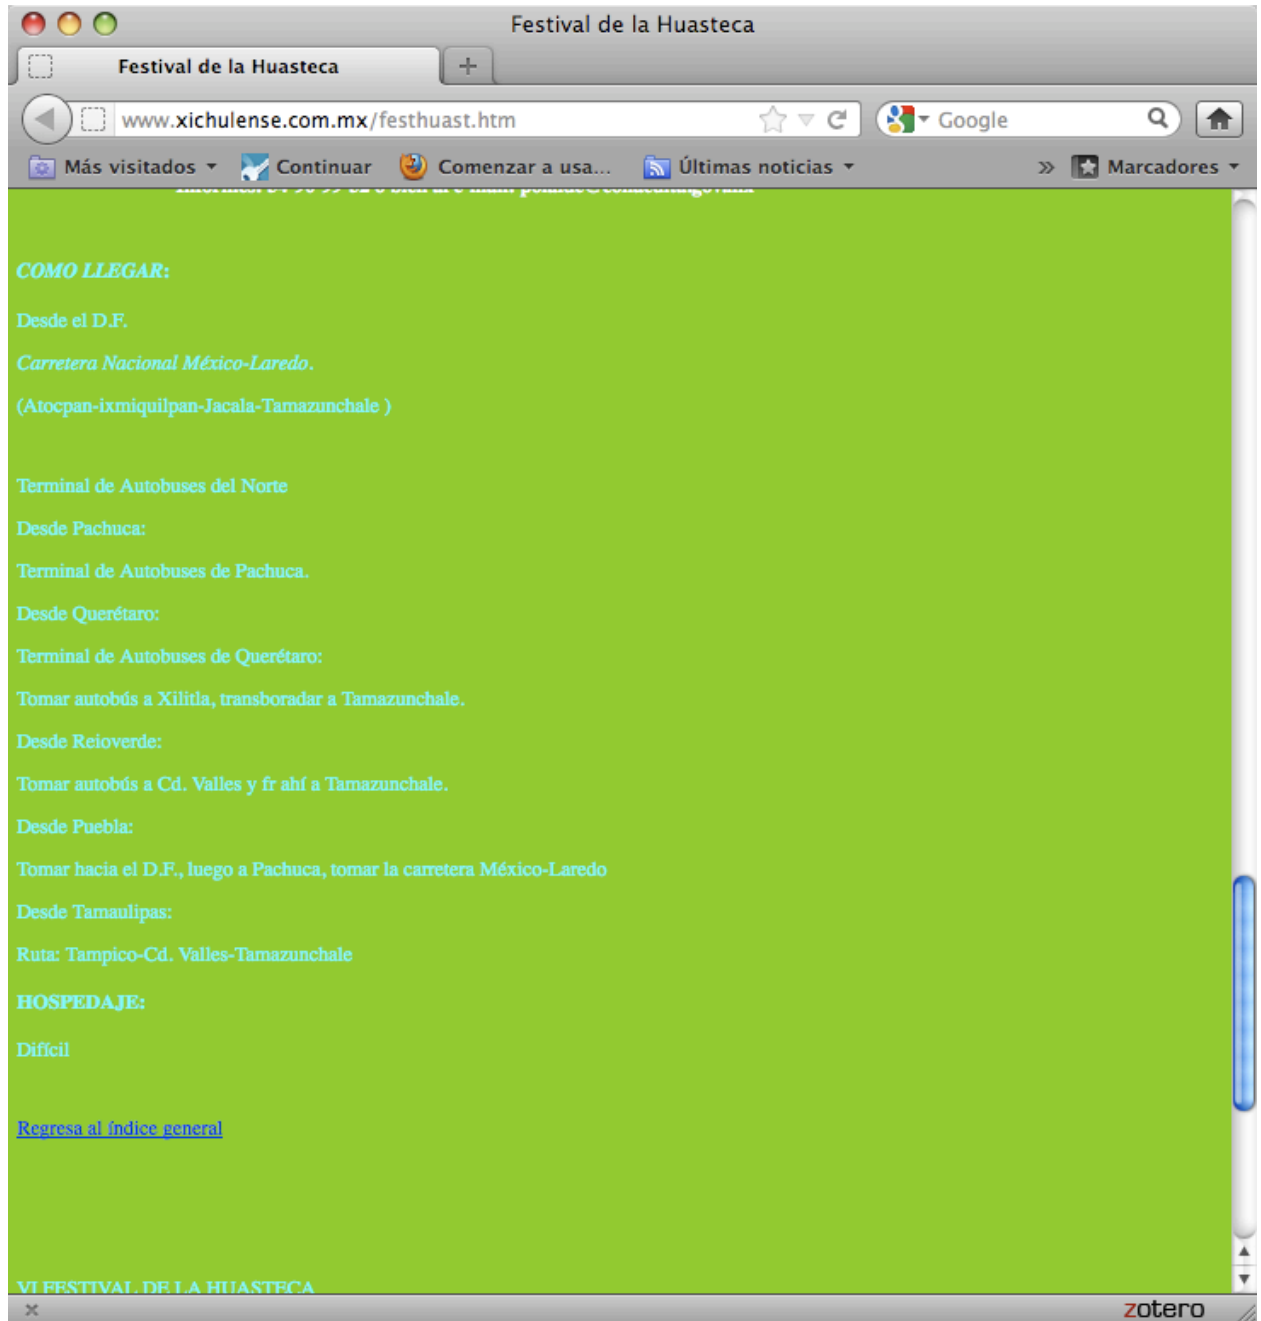 Festival de la Huasteca
Festival de la Huasteca
www.xichulense.com.mx/festhuast.htm
Google
Más visitados
Continuar
Comenzar a usa...
Últimas noticias
» Marcadores
COMO LLEGAR:
Desde el D.F.
Carretera Nacional México-Laredo.
(Atocpan-ixmiquilpan-Jacala-Tamazunchale )
Terminal de Autobuses del Norte
Desde Pachuca:
Terminal de Autobuses de Pachuca.
Desde Querétaro:
Terminal de Autobuses de Querétaro:
Tomar autobús a Xilitla, transboradar a Tamazunchale.
Desde Reioverde:
Tomar autobús a Cd. Valles y fr ahí a Tamazunchale.
Desde Puebla:
Tomar hacia el D.F., luego a Pachuca, tomar la carretera México-Laredo
Desde Tamaulipas:
Ruta: Tampico-Cd. Valles-Tamazunchale
HOSPEDAJE:
Difícil
Regresa al índice general
VI FESTIVAL DE LA HUASTECA
zotero